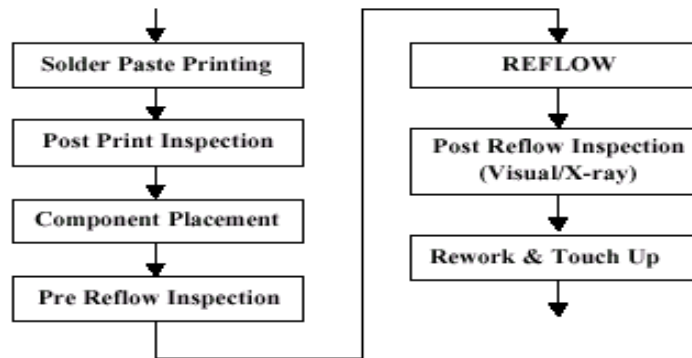 Solder Paste Printing
Post Print Inspection
Component Placement
Pre Reflow Inspection
REFLOW
Post Reflow Inspection
(Visual/X-ray)
Rework & Touch Up